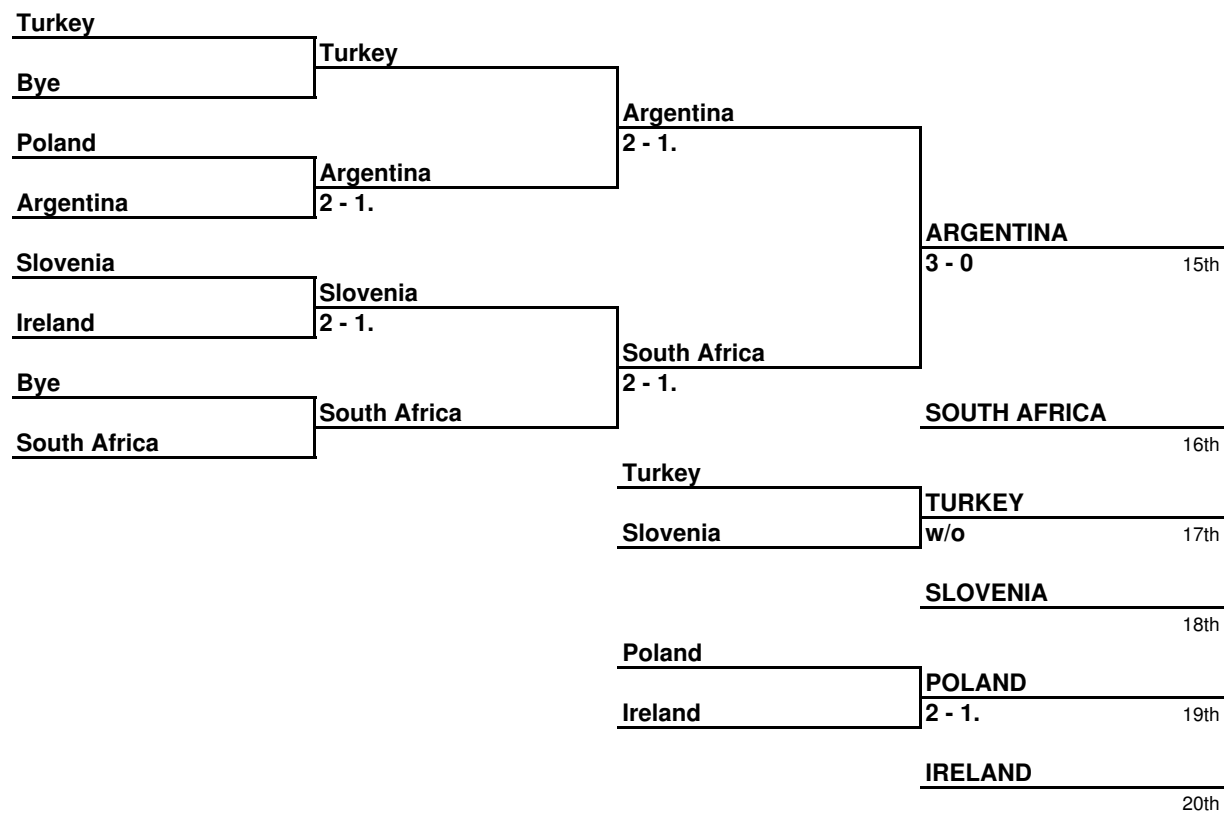 Turkey
Turkey
Bye
Argentina
Poland
2 - 1.
Argentina
Argentina
2 - 1.
ARGENTINA
Slovenia
3 - 0 15th
Slovenia
Ireland
2 - 1.
South Africa
Bye
2 - 1.
South Africa
SOUTH AFRICA
South Africa
16th
Turkey
TURKEY
Slovenia
w/o 17th
SLOVENIA
18th
Poland
POLAND
Ireland
2 - 1. 19th
IRELAND
20th